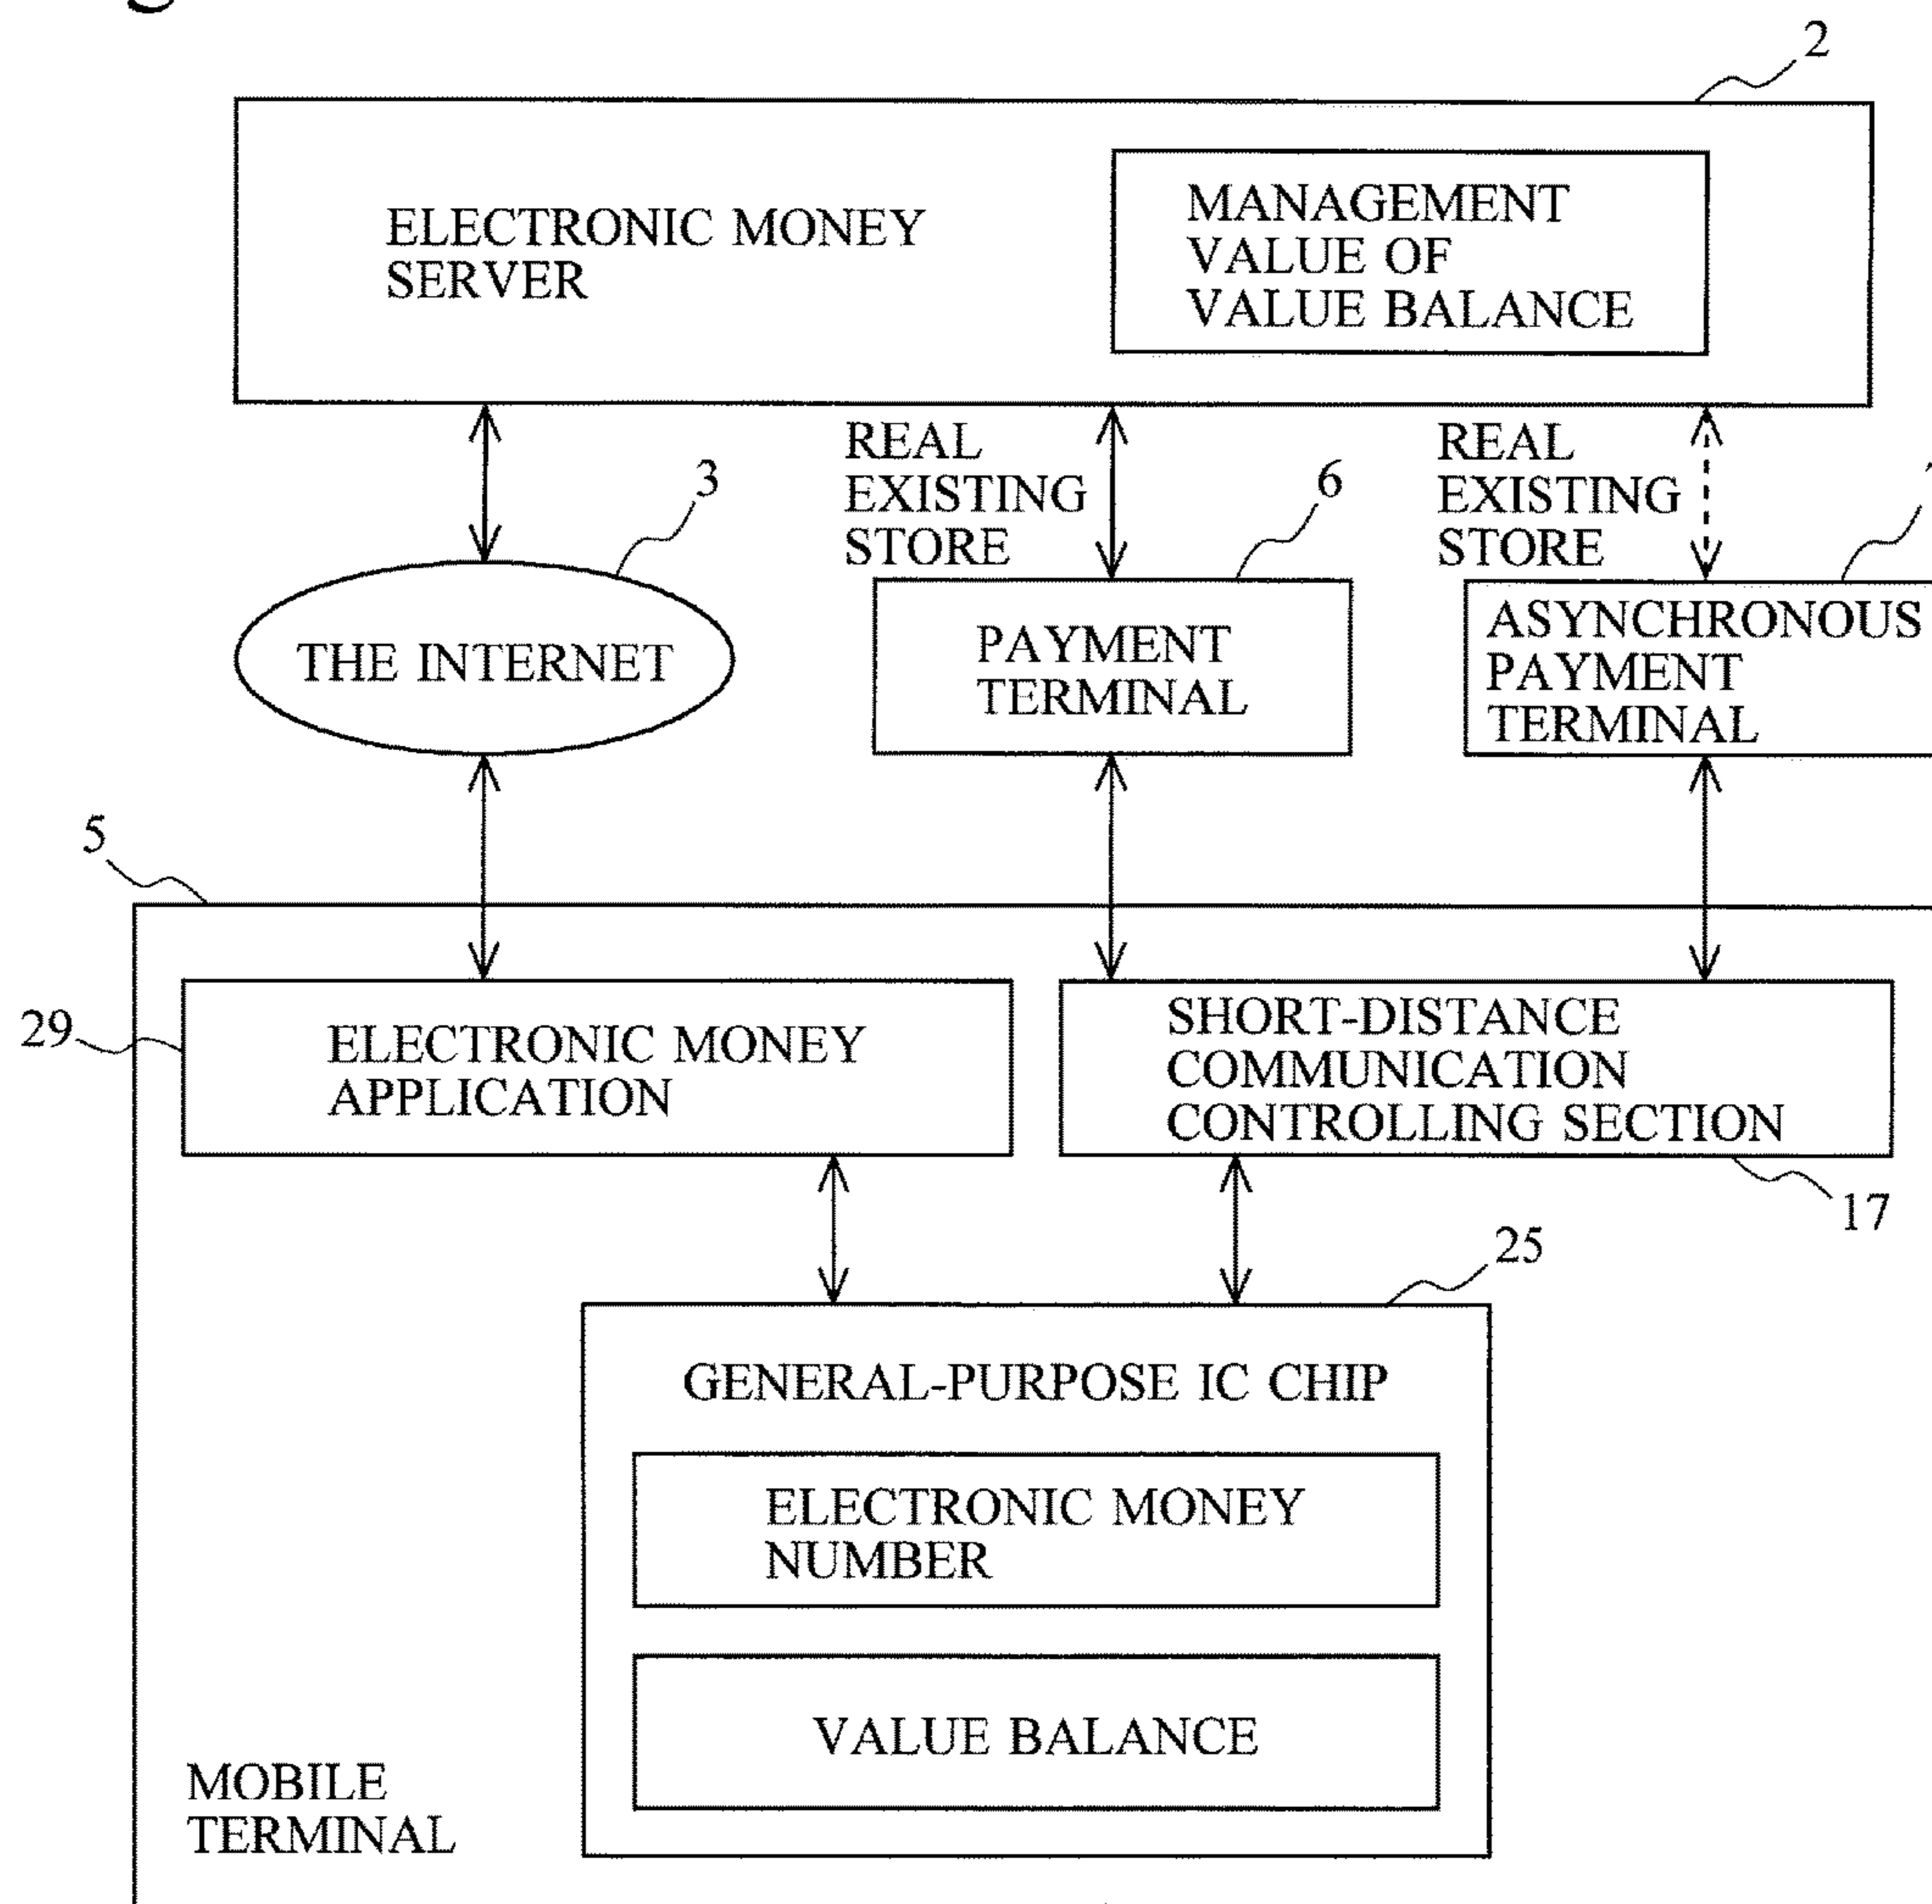 2
ELECTRONIC MONEY
SERVER
MANAGEMENT
VALUE OF
VALUE BALANCE
3
REAL
EXISTING
STORE
6
REAL
EXISTING
STORE
THE INTERNET
PAYMENT
TERMINAL
ASYNCHRONOUS
PAYMENT
TERMINAL
5
29
ELECTRONIC MONEY
APPLICATION
SHORT-DISTANCE
COMMUNICATION
CONTROLLING SECTION
17
25
GENERAL-PURPOSE IC CHIP
ELECTRONIC MONEY
NUMBER
VALUE BALANCE
MOBILE
TERMINAL